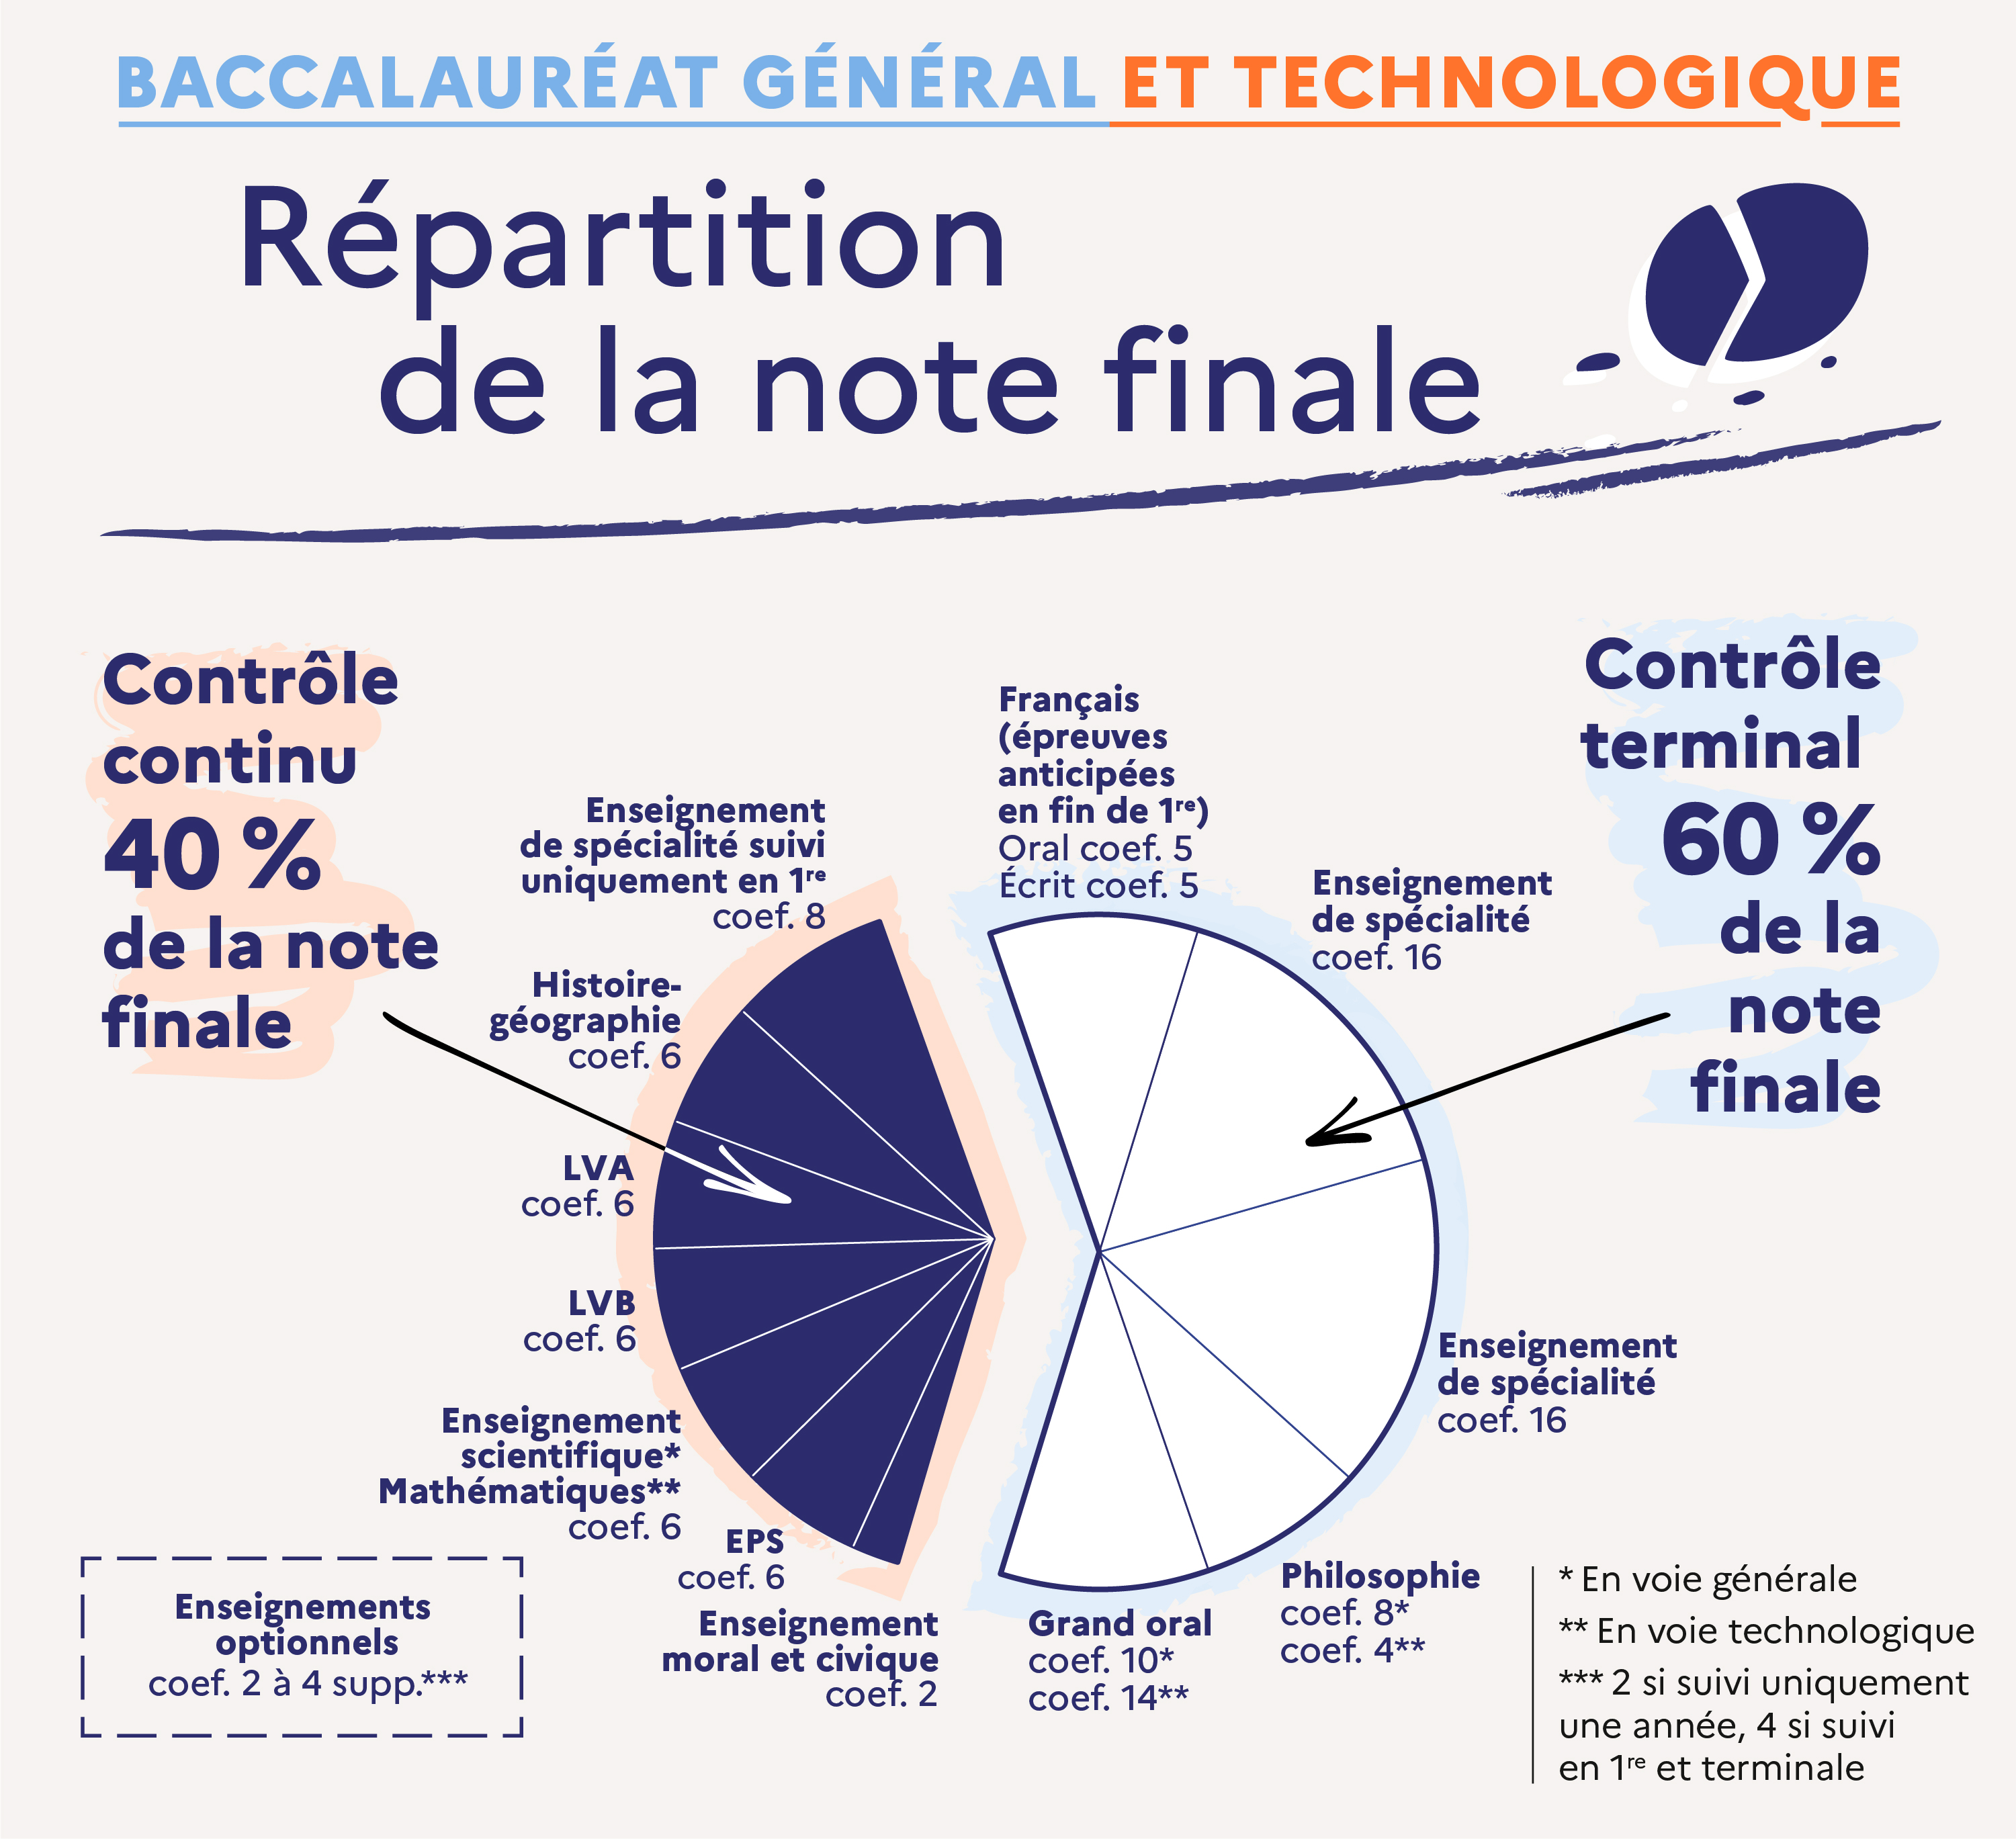 BACCALAURÉAT GÉNÉRAL ET TECHNOLOGIQUE
Répartition
de la note finale
Contrôle
continu
40 %
de la note
finale
Contrôle
terminal
60 %
de la
note
finale
Enseignement
de spécialité suivi
uniquement en 1re
coef. 8
Histoire-
géographie
coef. 6
LVA
coef. 6
LVB
coef. 6
Enseignement
scientifique*
Mathématiques**
coef. 6
EPS
coef. 6
Enseignement
moral et civique
coef. 2
Français
(épreuves
anticipées
en fin de 1re)
Oral coef. 5
Écrit coef. 5
Enseignement
de spécialité
coef. 16
Enseignement
de spécialité
coef. 16
Philosophie
coef. 8*
coef. 4**
Grand oral
coef. 10*
coef. 14**
Enseignements
optionnels
coef. 2 à 4 supp.***
* En voie générale
** En voie technologique
*** 2 si suivi uniquement
une année, 4 si suivi
en 1re et terminale